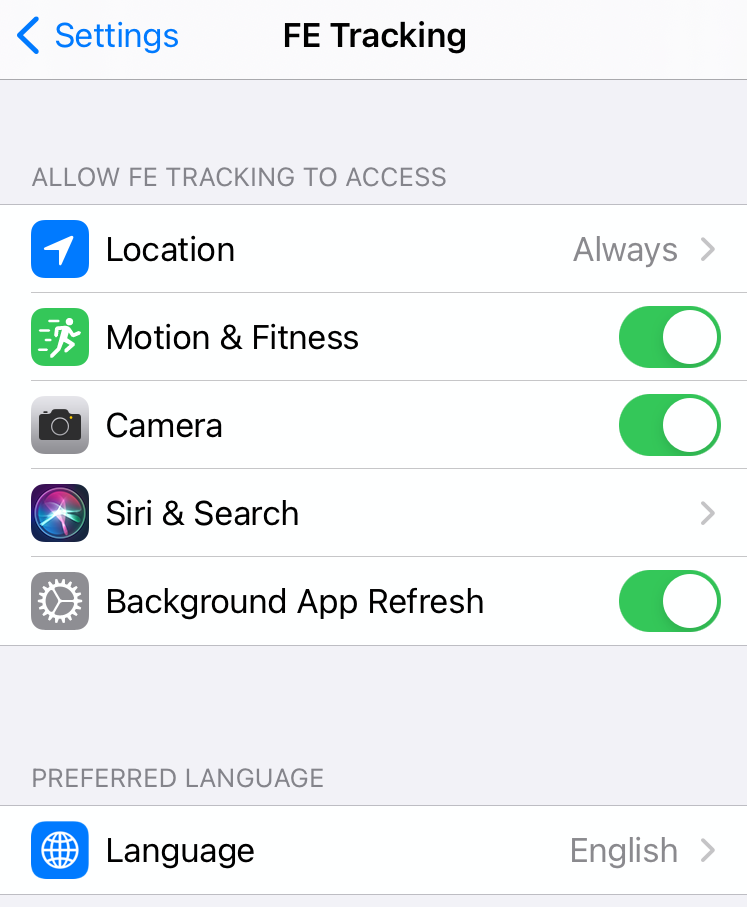 Settings
FE Tracking
ALLOW FE TRACKING TO ACCESS
Location Always
Motion & Fitness
Camera
Siri & Search
Background App Refresh
PREFERRED LANGUAGE
Language English